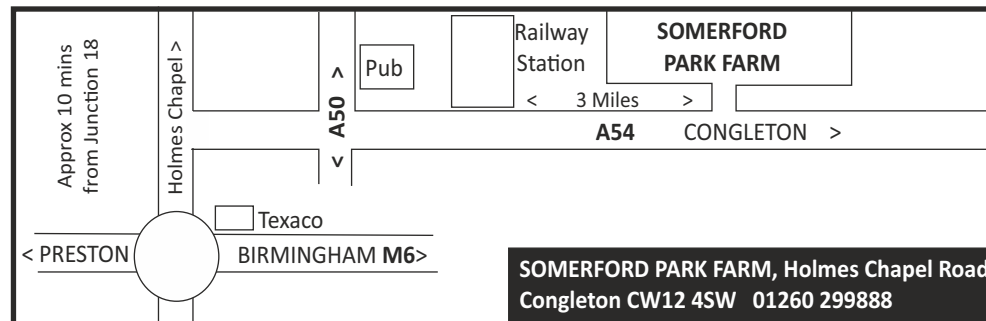 Approx 10 mins
from Junction 18
Holmes Chapel >
< A50 >
Pub
Railway
Station
SOMERFORD
PARK FARM
< 3 Miles >
A54 CONGLETON >
Texaco
< PRESTON
BIRMINGHAM M6>
SOMERFORD PARK FARM, Holmes Chapel Road
Congleton CW12 4SW 01260 299888